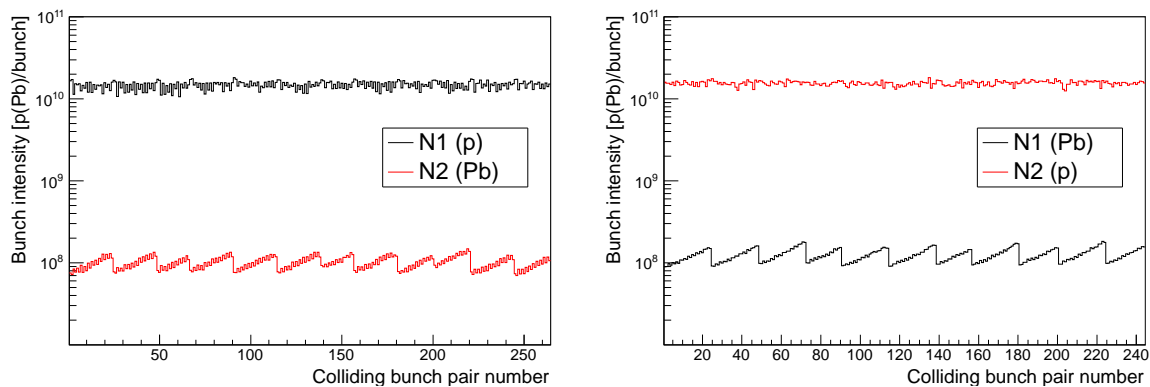 Bunch intensity [p(Pb)/bunch]
10^11
10^10
10^9
10^8
N1 (p)
N2 (Pb)
50 100 150 200 250
Colliding bunch pair number
Bunch intensity [p(Pb)/bunch]
10^11
10^10
10^9
10^8
N1 (Pb)
N2 (p)
20 40 60 80 100 120 140 160 180 200 220 240
Colliding bunch pair number